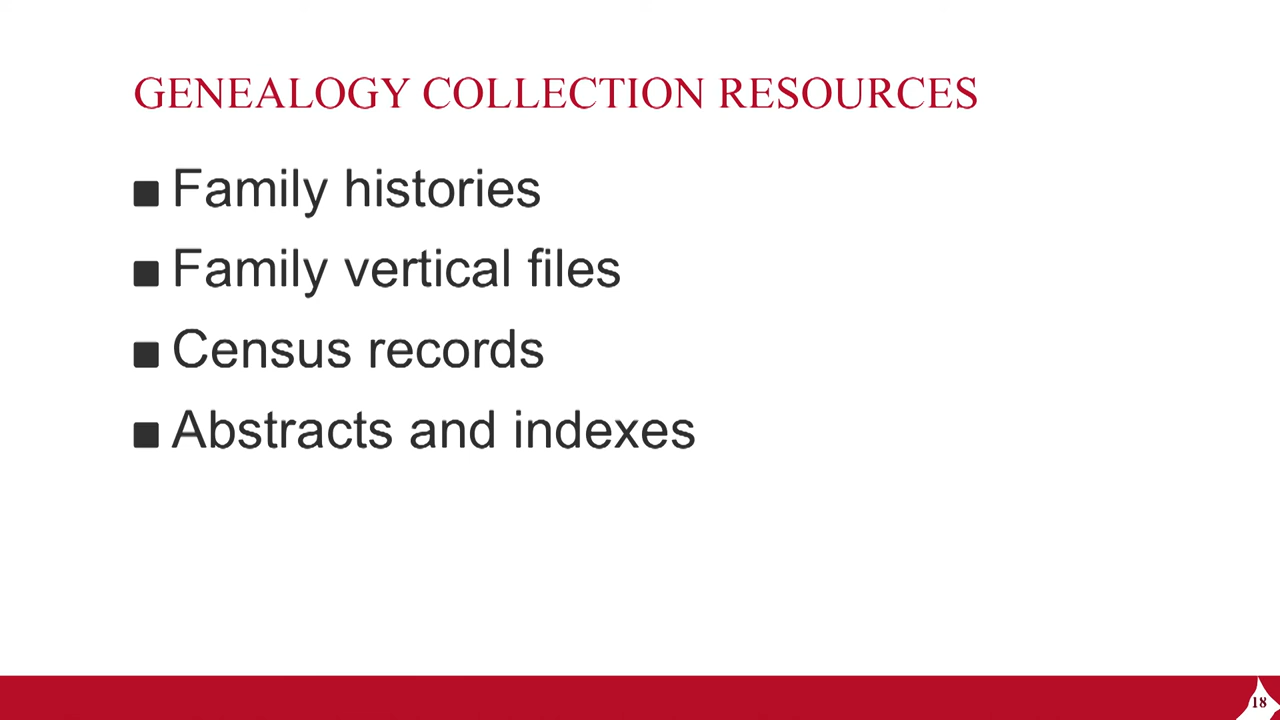 GENEALOGY COLLECTION RESOURCES
Family histories
Family vertical files
Census records
Abstracts and indexes
18